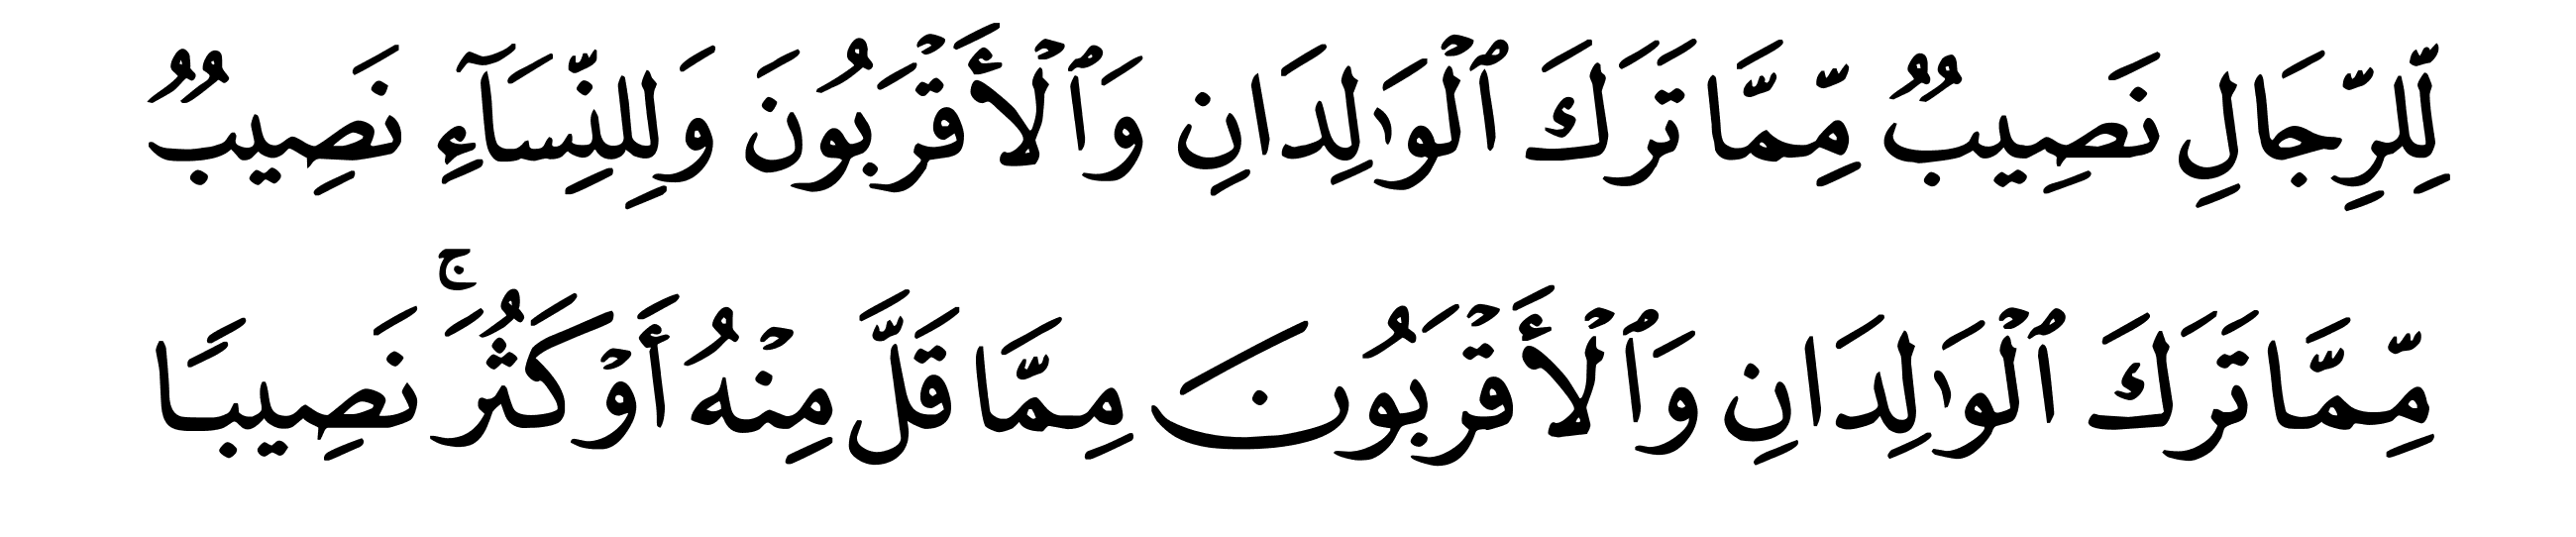 لِّلرِّجَالِ نَصِيبٌ مِّمَّا تَرَكَ ٱلْوَٰلِدَانِ وَٱلْأَقْرَبُونَ وَلِلنِّسَآءِ نَصِيبٌ
مِّمَّا تَرَكَ ٱلْوَٰلِدَانِ وَٱلْأَقْرَبُونَ مِمَّا قَلَّ مِنْهُ أَوْ كَثُرَ ۚ نَصِيبًا